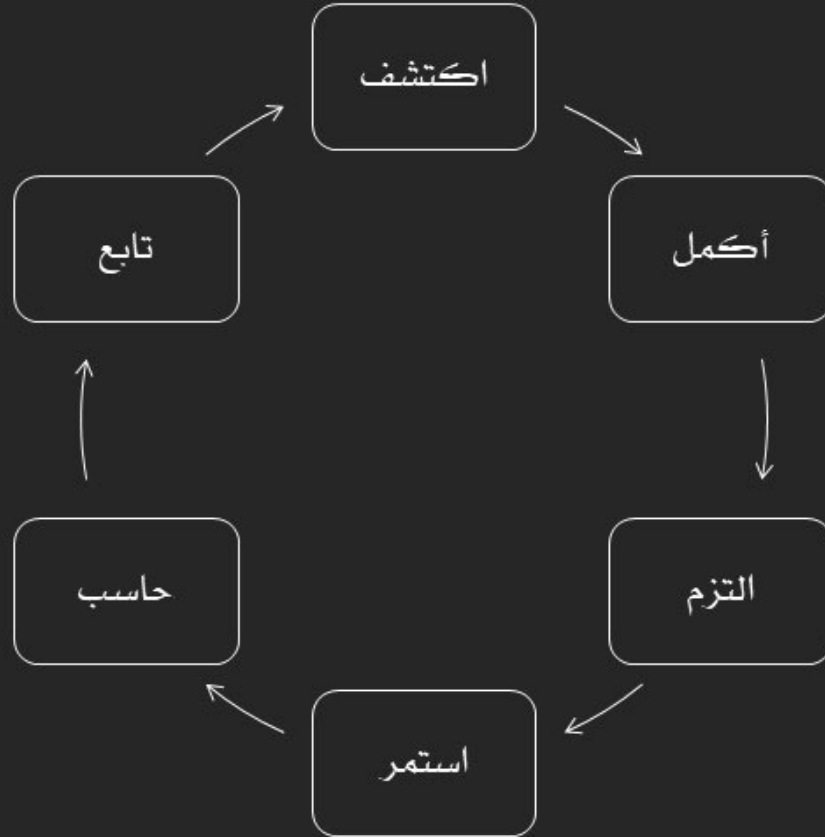 اكتشف
أكمل
التزم
استمر
حاسب
تابع